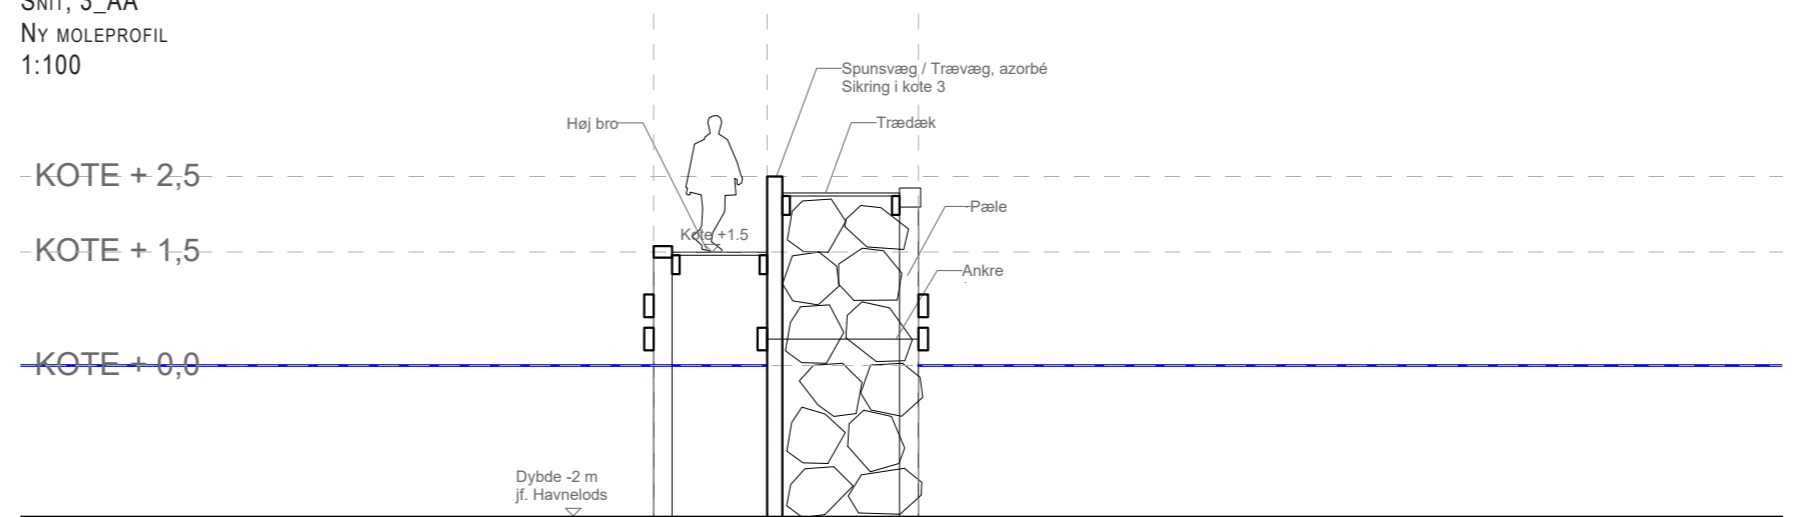 SNIT, 3_AA
NY MOLEPROFIL
1:100
Spunsvæg / Trævæg, azorbé
Sikring i kote 3
Høj bro
Trædæk
KOTE + 2,5
Pæle
Kote +1.5
KOTE + 1,5
Ankre
KOTE + 0,0
Dybde -2 m
jf. Havnelods